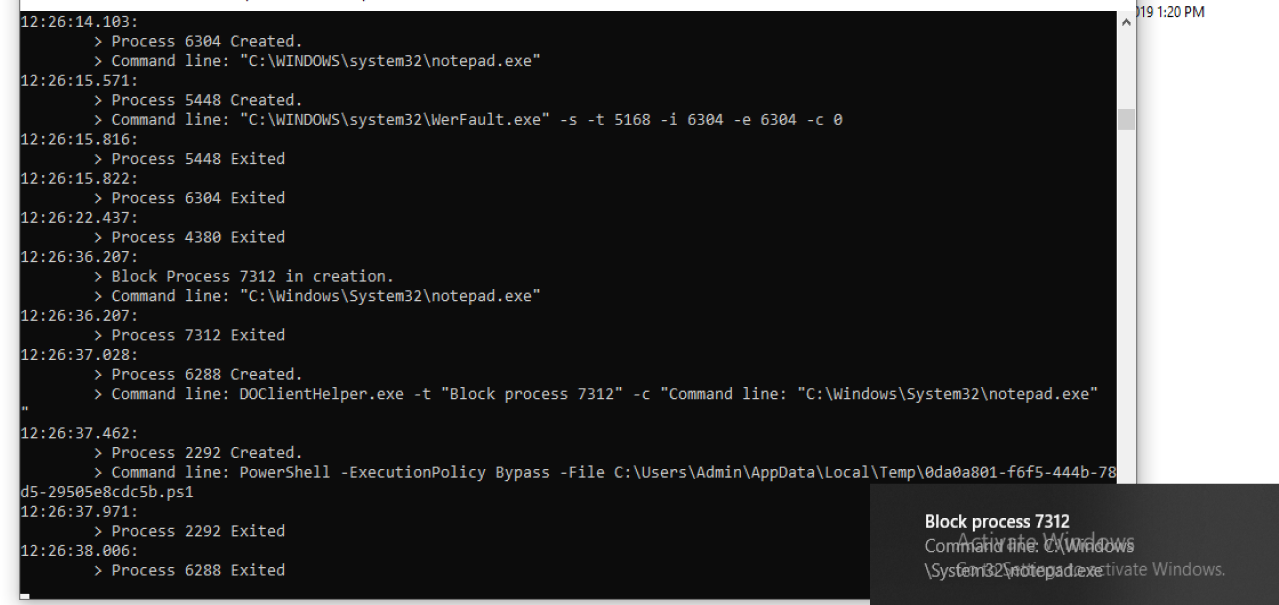 019 1:20 PM
12:26:14.103:
> Process 6304 Created.
> Command line: "C:\WINDOWS\system32\notepad.exe"
12:26:15.571:
> Process 5448 Created.
> Command line: "C:\WINDOWS\system32\WerFault.exe" -s -t 5168 -i 6304 -e 6304 -c 0
12:26:15.816:
> Process 5448 Exited
12:26:15.822:
> Process 6304 Exited
12:26:22.437:
> Process 4380 Exited
12:26:36.207:
> Block Process 7312 in creation.
> Command line: "C:\Windows\System32\notepad.exe"
12:26:36.207:
> Process 7312 Exited
12:26:37.028:
> Process 6288 Created.
> Command line: DOClientHelper.exe -t "Block process 7312" -c "Command line: "C:\Windows\System32\notepad.exe"
"
12:26:37.462:
> Process 2292 Created.
> Command line: PowerShell -ExecutionPolicy Bypass -File C:\Users\Admin\AppData\Local\Temp\0da0a801-f6f5-444b-78
d5-29505e8cdc5b.ps1
12:26:37.971:
> Process 2292 Exited
12:26:38.006:
> Process 6288 Exited
Block process 7312
Command line: C:\Windows
\System32\notepad.exe
Activate Windows
Go to Settings to activate Windows.